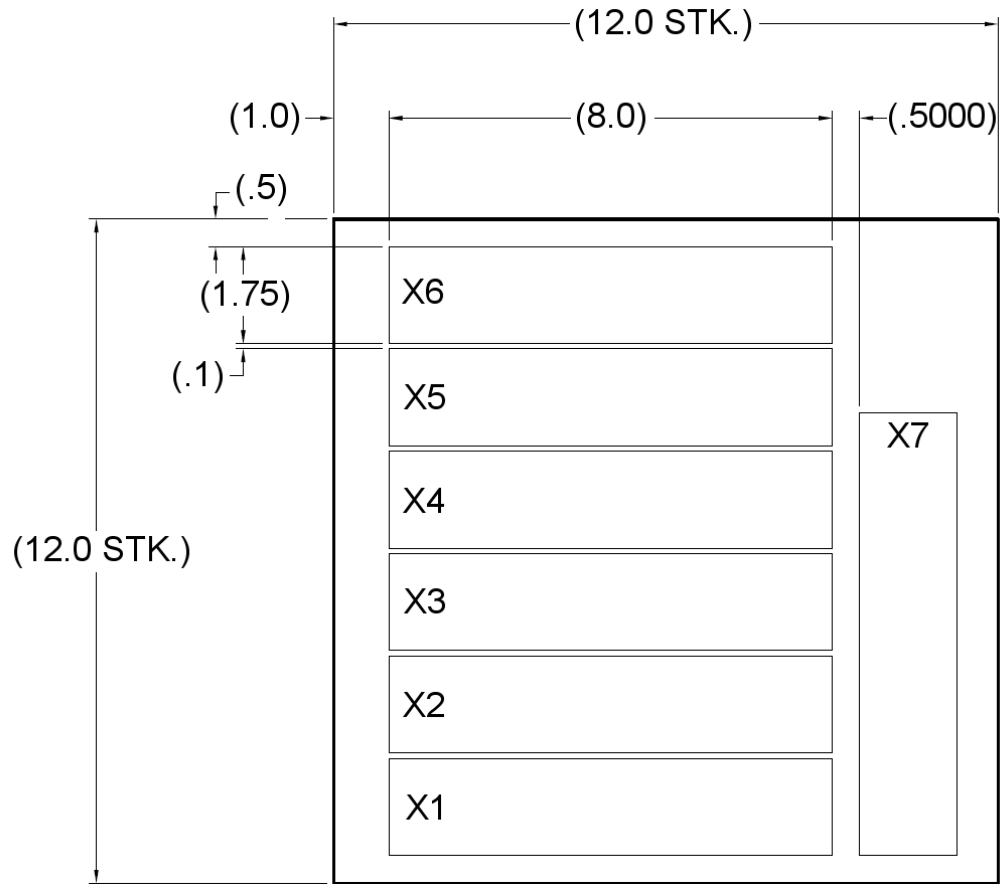 (12.0 STK.)
(1.0)
(8.0)
(.5000)
(.5)
(1.75)
(.1)
(12.0 STK.)
X6
X5
X4
X7
X3
X2
X1